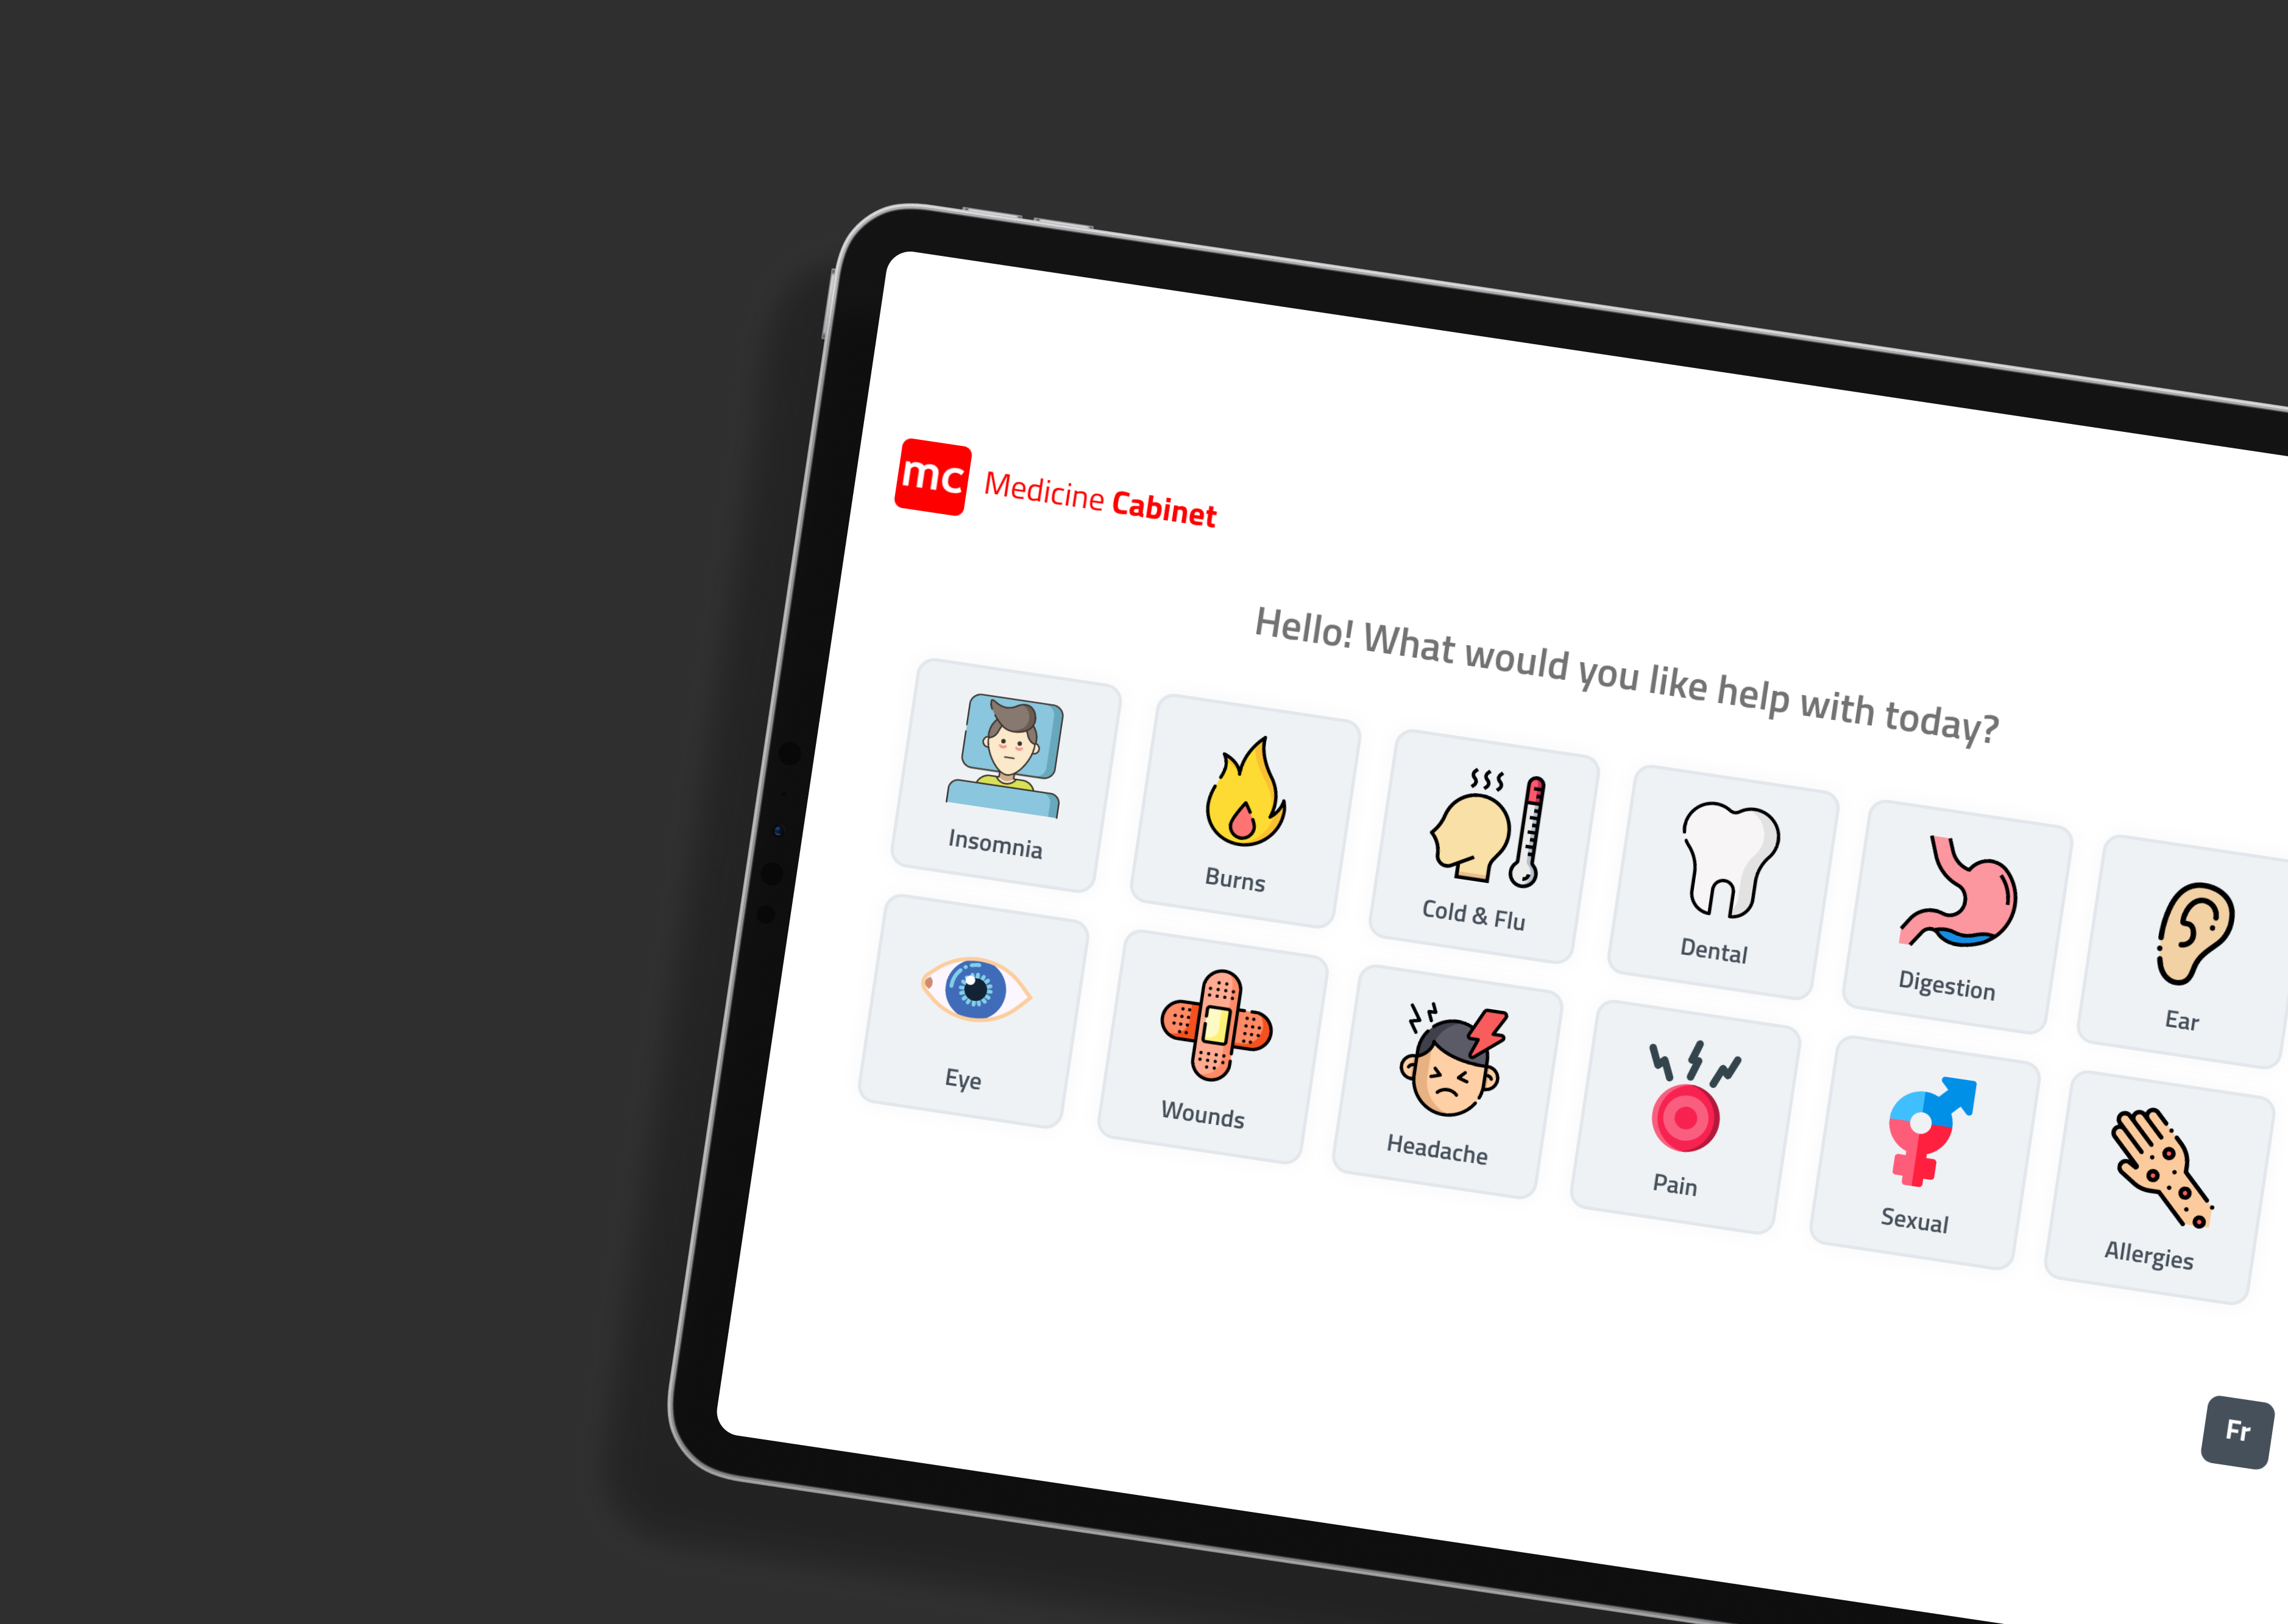 mc
Medicine Cabinet
Hello! What would you like help with today?
Insomnia
Burns
Cold & Flu
Dental
Digestion
Ear
Eye
Wounds
Headache
Pain
Sexual
Allergies
Fr